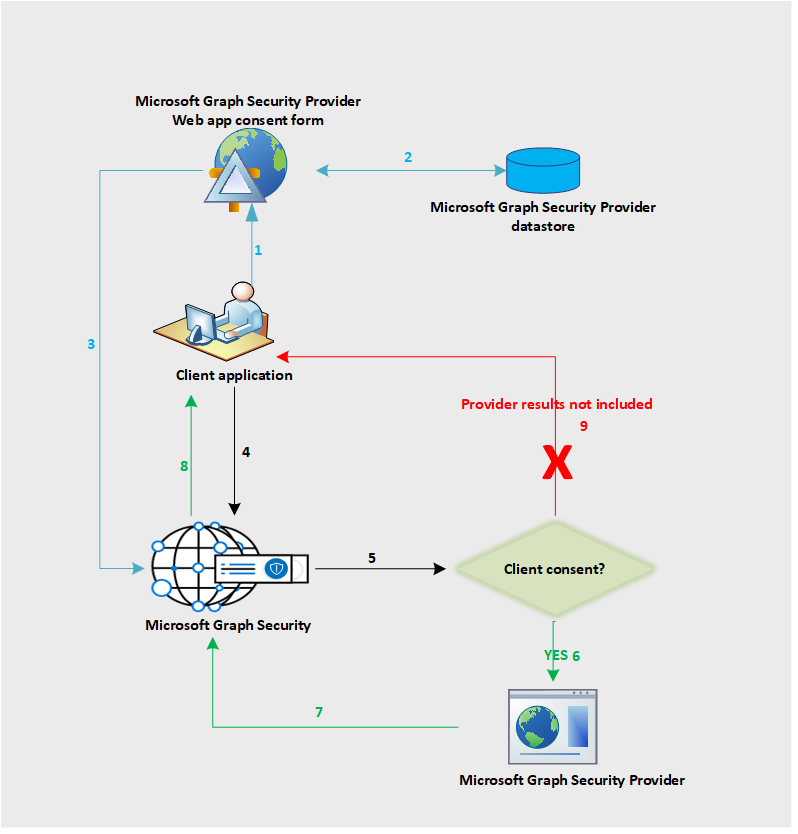 Microsoft Graph Security Provider
Web app consent form
2
Microsoft Graph Security Provider
datastore
1
3
Client application
Provider results not included
9
X
4
8
5
Client consent?
Microsoft Graph Security
YES 6
7
Microsoft Graph Security Provider